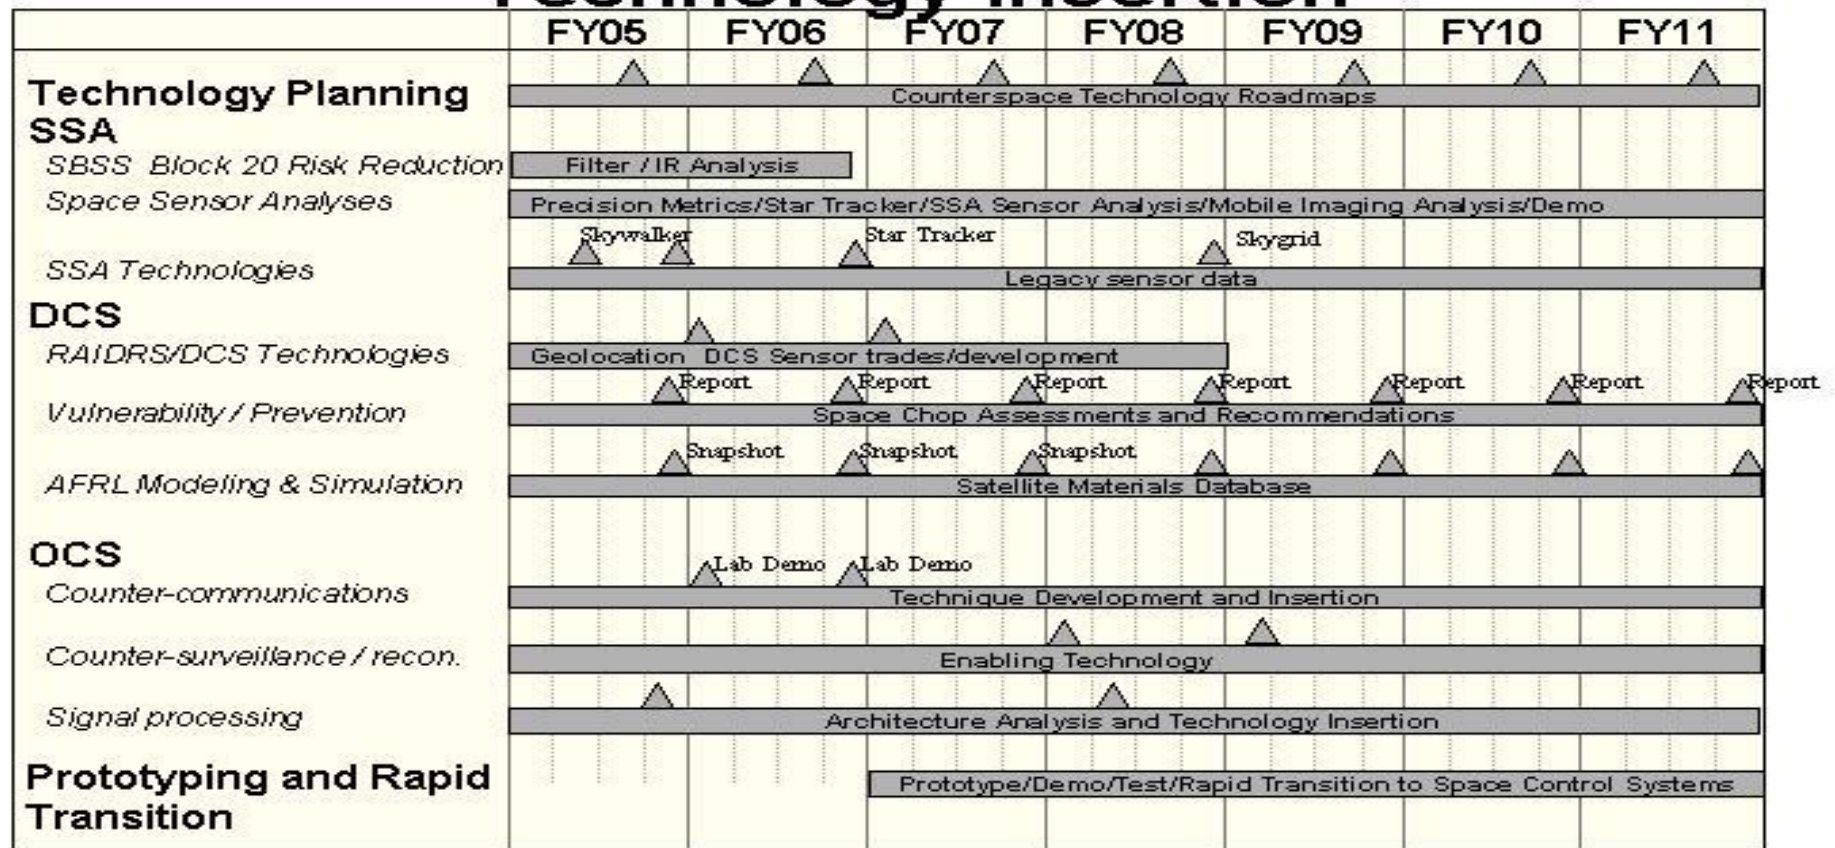 Technology Insertion
FY05 FY06 FY07 FY08 FY09 FY10 FY11
Technology Planning
Counterspace Technology Roadmaps
SSA
SBSS Block 20 Risk Reduction
Filter / IR Analysis
Space Sensor Analyses
Precision Metrics/Star Tracker/SSA Sensor Analysis/Mobile Imaging Analysis/Demo
Skywalker Star Tracker Skygrid
SSA Technologies
Legacy sensor data
DCS
RAIDRS/DCS Technologies
Geolocation DCS Sensor trades/development
Report Report Report Report Report Report Report
Vulnerability / Prevention
Space Chop Assessments and Recommendations
Snapshot Snapshot Snapshot
AFRL Modeling & Simulation
Satellite Materials Database
OCS
Lab Demo Lab Demo
Counter-communications
Technique Development and Insertion
Counter-surveillance / recon.
Enabling Technology
Signal processing
Architecture Analysis and Technology Insertion
Prototyping and Rapid
Transition
Prototype/Demo/Test/Rapid Transition to Space Control Systems